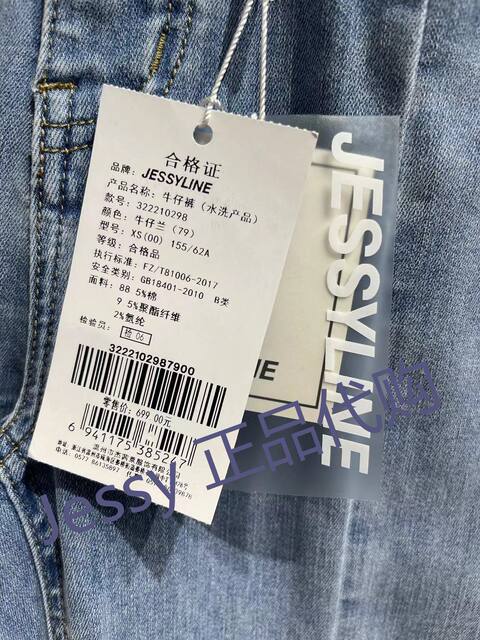 合格证
品牌: JESSYLINE
产品名称: 牛仔裤 (水洗产品)
款号: 322210298
颜色: 牛仔兰 (79)
型号: XS(00) 155/62A
等级: 合格品
执行标准: FZ/T81006-2017
安全类别: GB18401-2010 B类
面料: 88.5%棉
9.5%聚酯纤维
2%氨纶
检验员: 检 06
3222102987900
零售价: 699.00元
6 941175 385267
JESSYLINE
INE
Jessy 正品代购